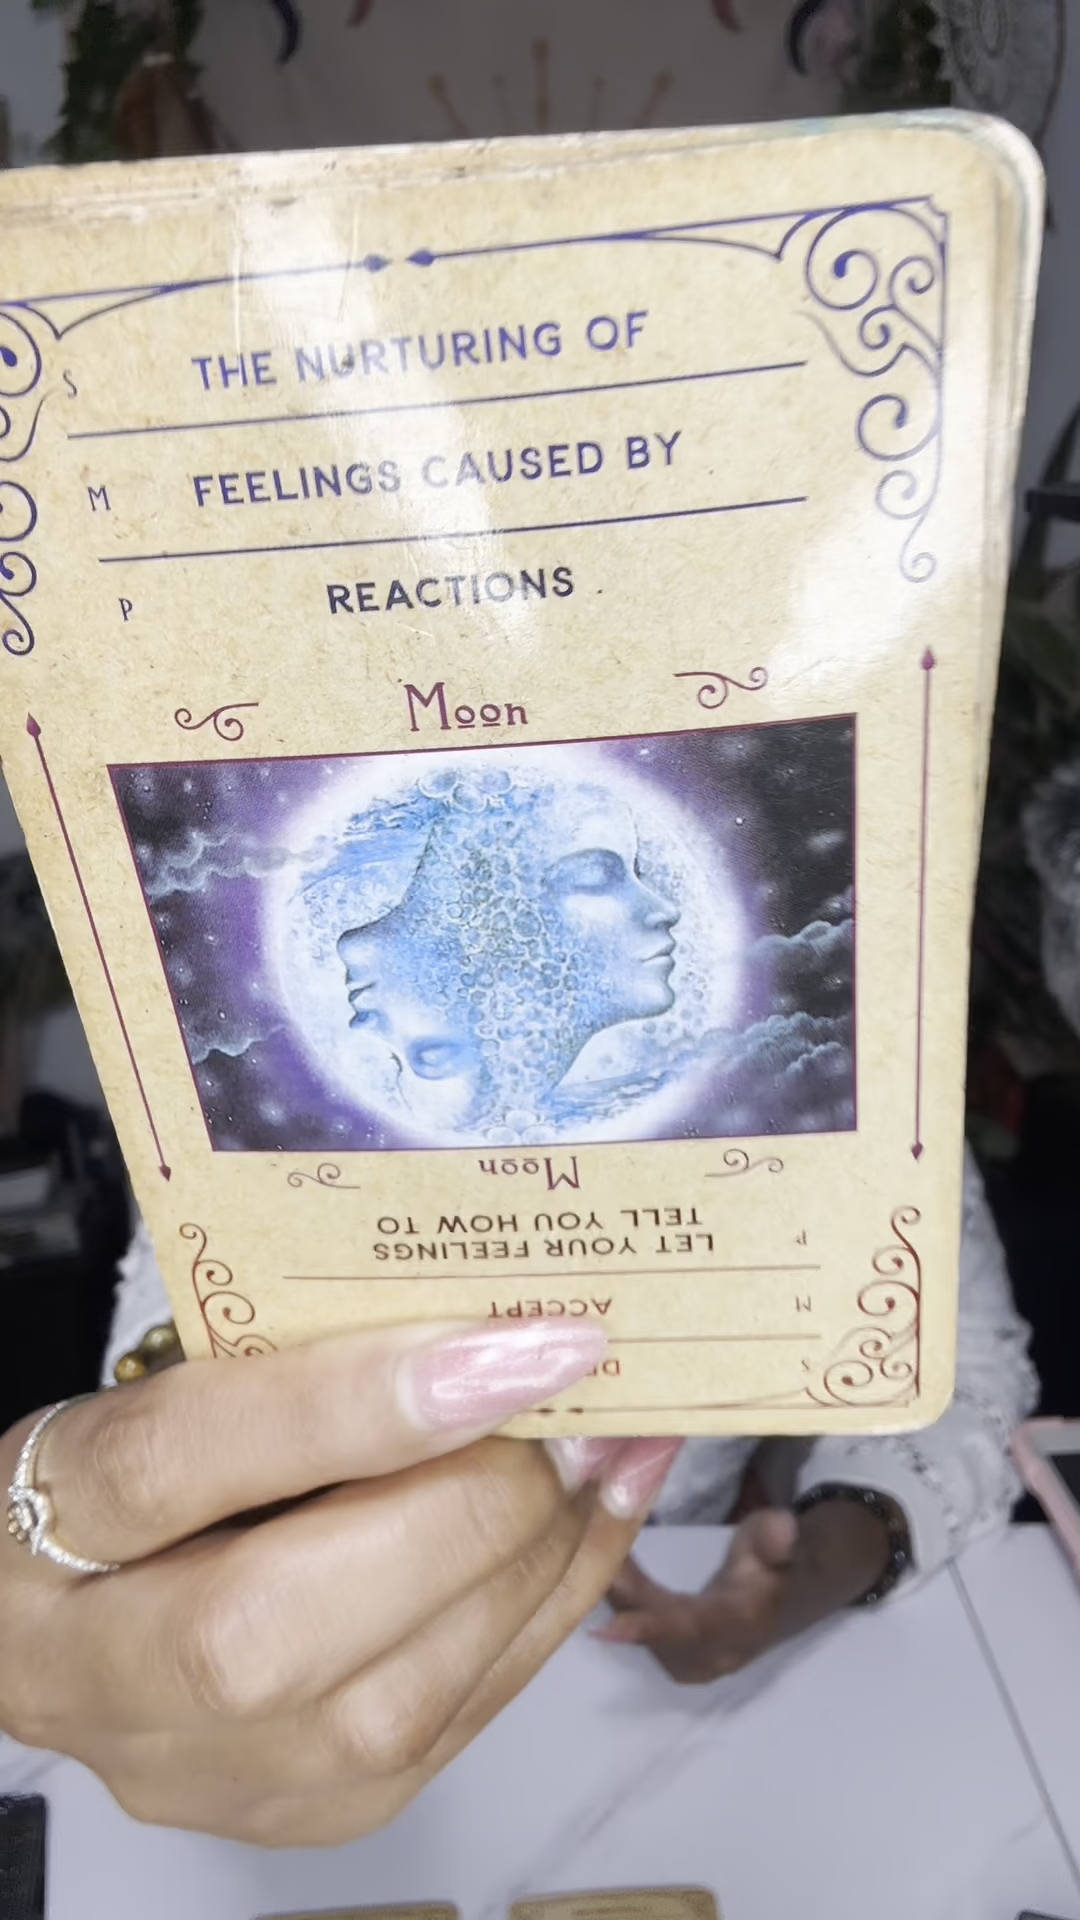 S THE NURTURING OF
M FEELINGS CAUSED BY
P REACTIONS
Moon
Moon
LET YOUR FEELINGS
TELL YOU HOW TO
P
M ACCEPT
S